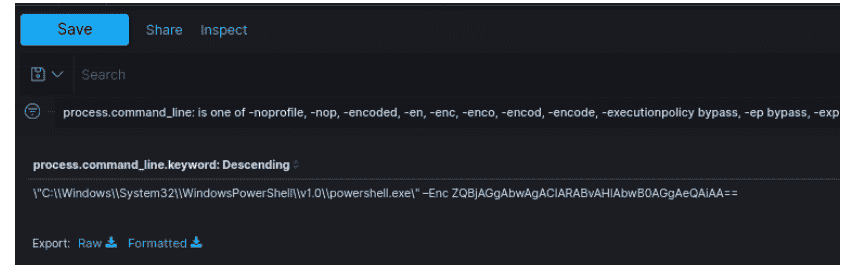 Save Share Inspect
Search
process.command_line: is one of -noprofile, -nop, -encoded, -en, -enc, -enco, -encod, -encode, -executionpolicy bypass, -ep bypass, -exp
process.command_line.keyword: Descending
\"C:\\Windows\\System32\\WindowsPowerShell\\v1.0\\powershell.exe\" –Enc ZQBjAGgAbwAgACIARABvAHIAbwB0AGgAeQAiAA==
Export: Raw Formatted